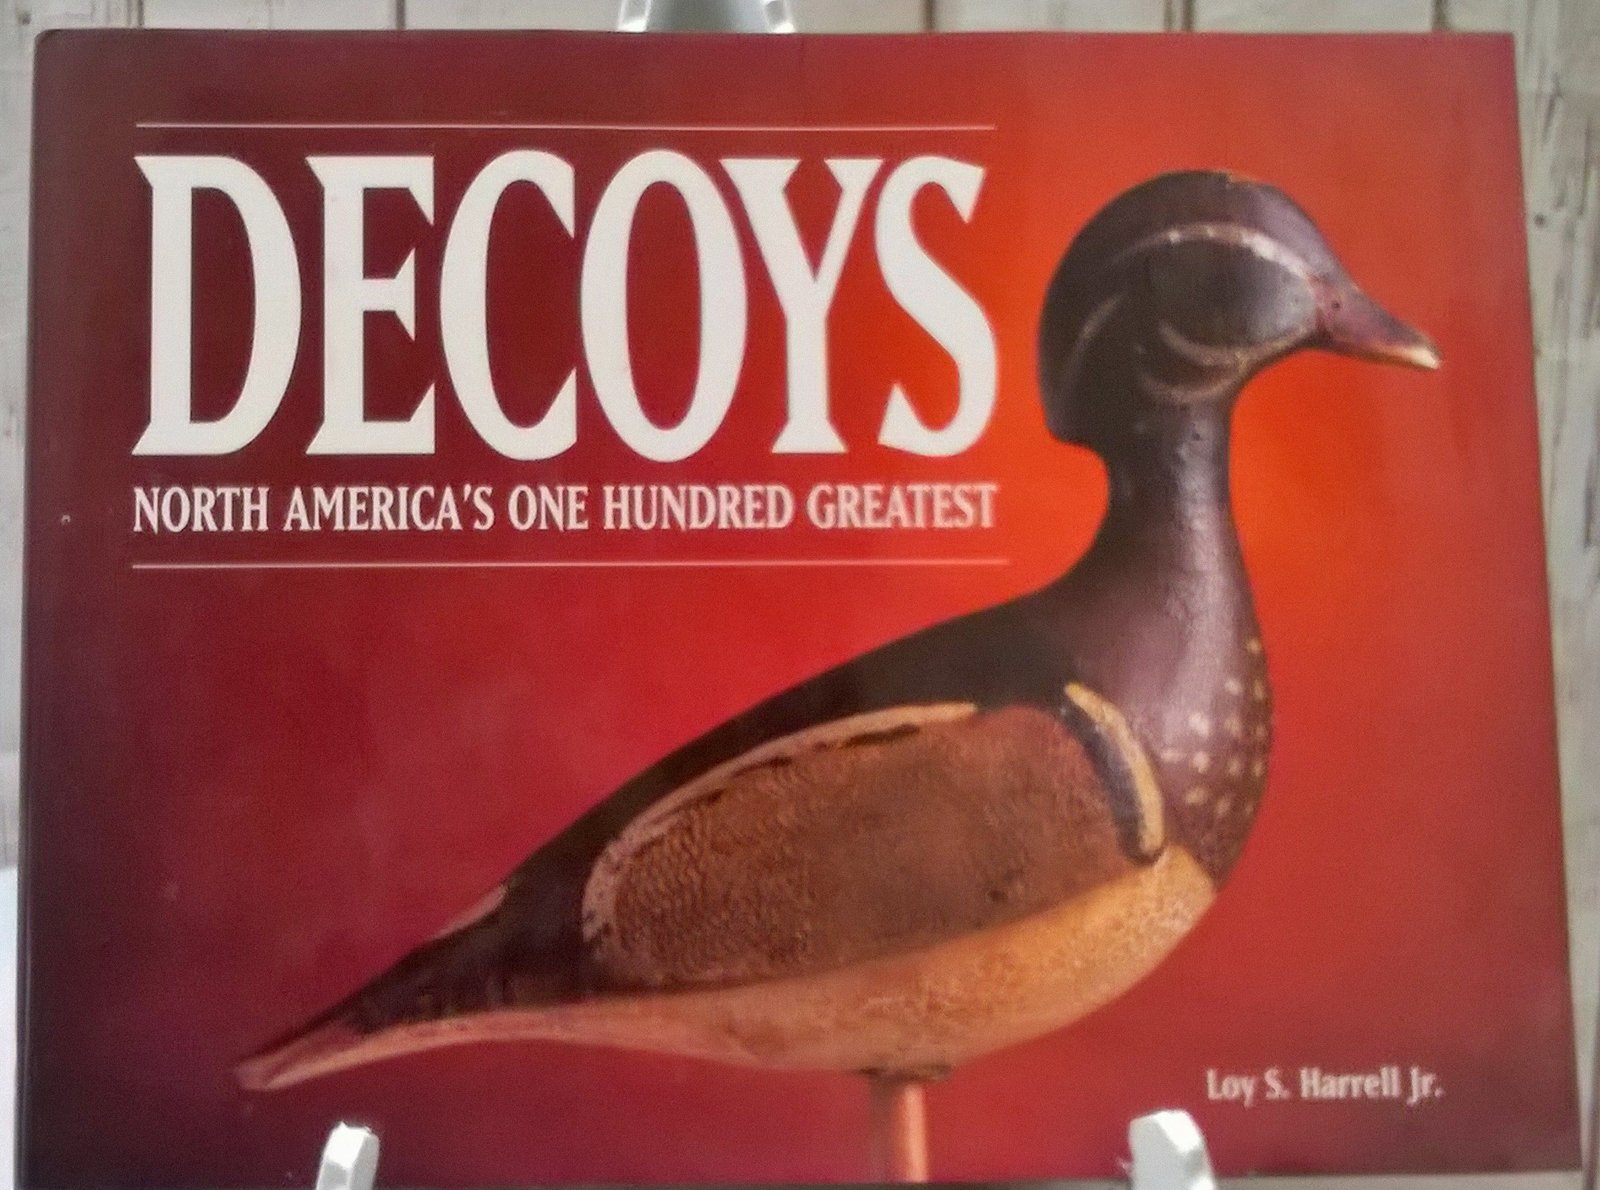 DECOYS
NORTH AMERICA'S ONE HUNDRED GREATEST
Loy S. Harrell Jr.